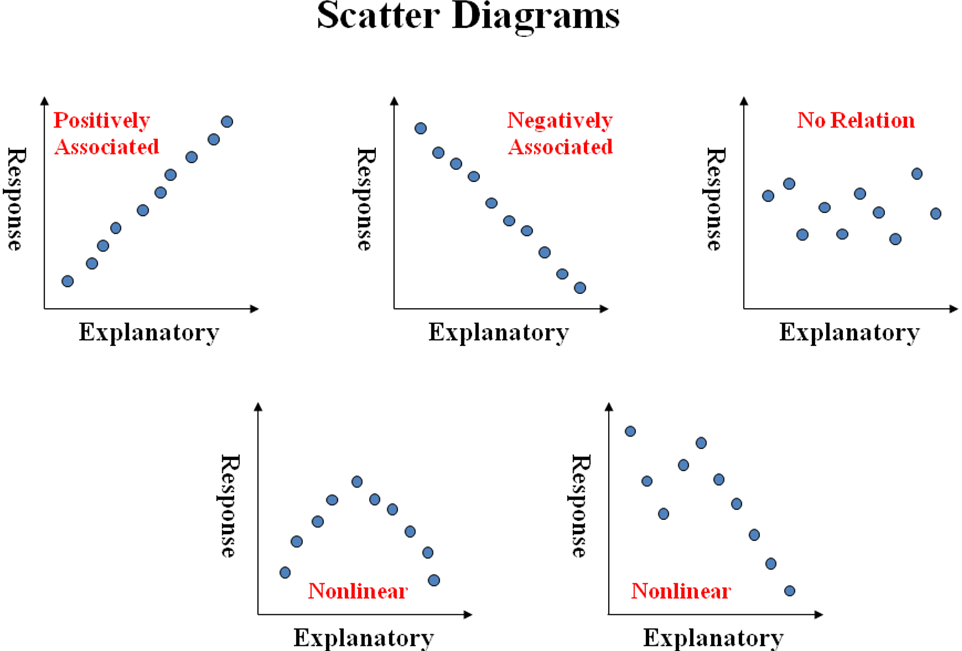 Scatter Diagrams
Positively
Associated
Response
Explanatory
Negatively
Associated
Response
Explanatory
No Relation
Response
Explanatory
Response
Nonlinear
Explanatory
Response
Nonlinear
Explanatory